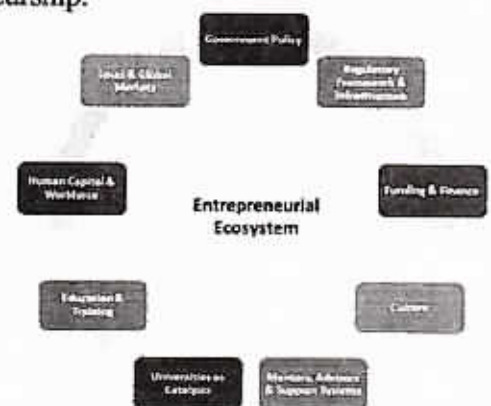 Government Policy
Local & Global
Markets
Regulatory
Framework &
Infrastructure
Human Capital &
Workforce
Funding & Finance
Entrepreneurial
Ecosystem
Education &
Training
Culture
Universities as
Catalysts
Mentors, Advisors
& Support Systems